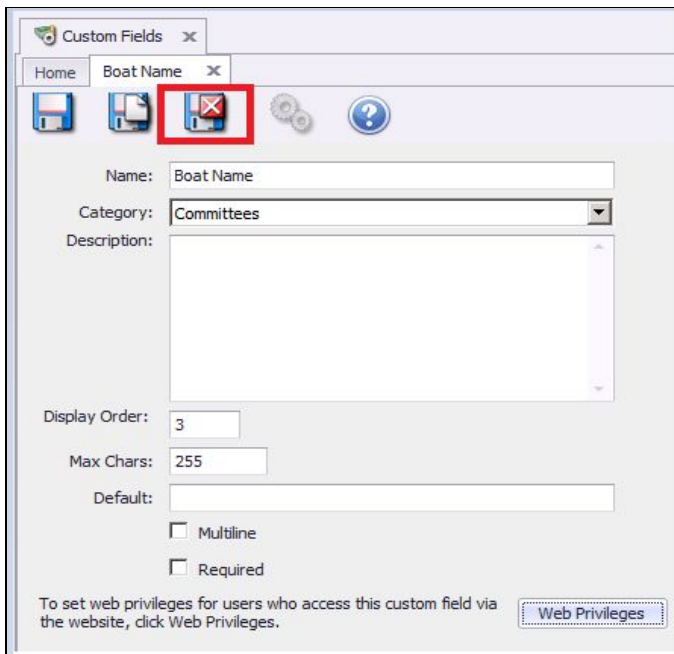 Custom Fields
Home Boat Name
Name: Boat Name
Category: Committees
Description:
Display Order: 3
Max Chars: 255
Default:
Multiline
Required
To set web privileges for users who access this custom field via
the website, click Web Privileges.
Web Privileges